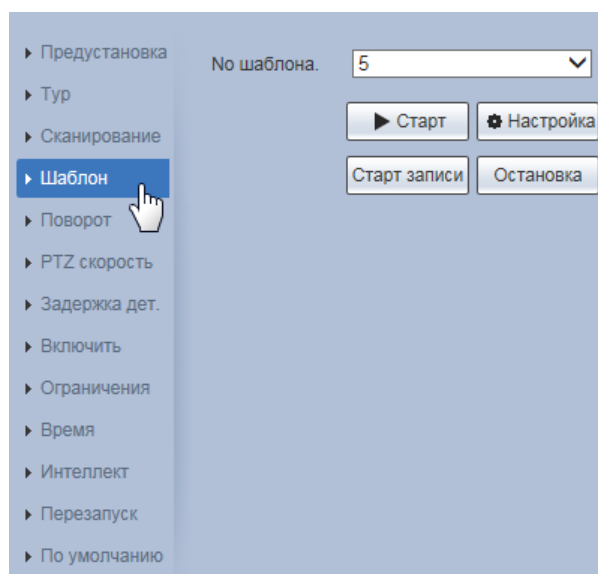 Предустановка
Тур
Сканирование
Шаблон
Поворот
PTZ скорость
Задержка дет.
Включить
Ограничения
Время
Интеллект
Перезапуск
По умолчанию
No шаблона. 5
Старт Настройка
Старт записи Остановка